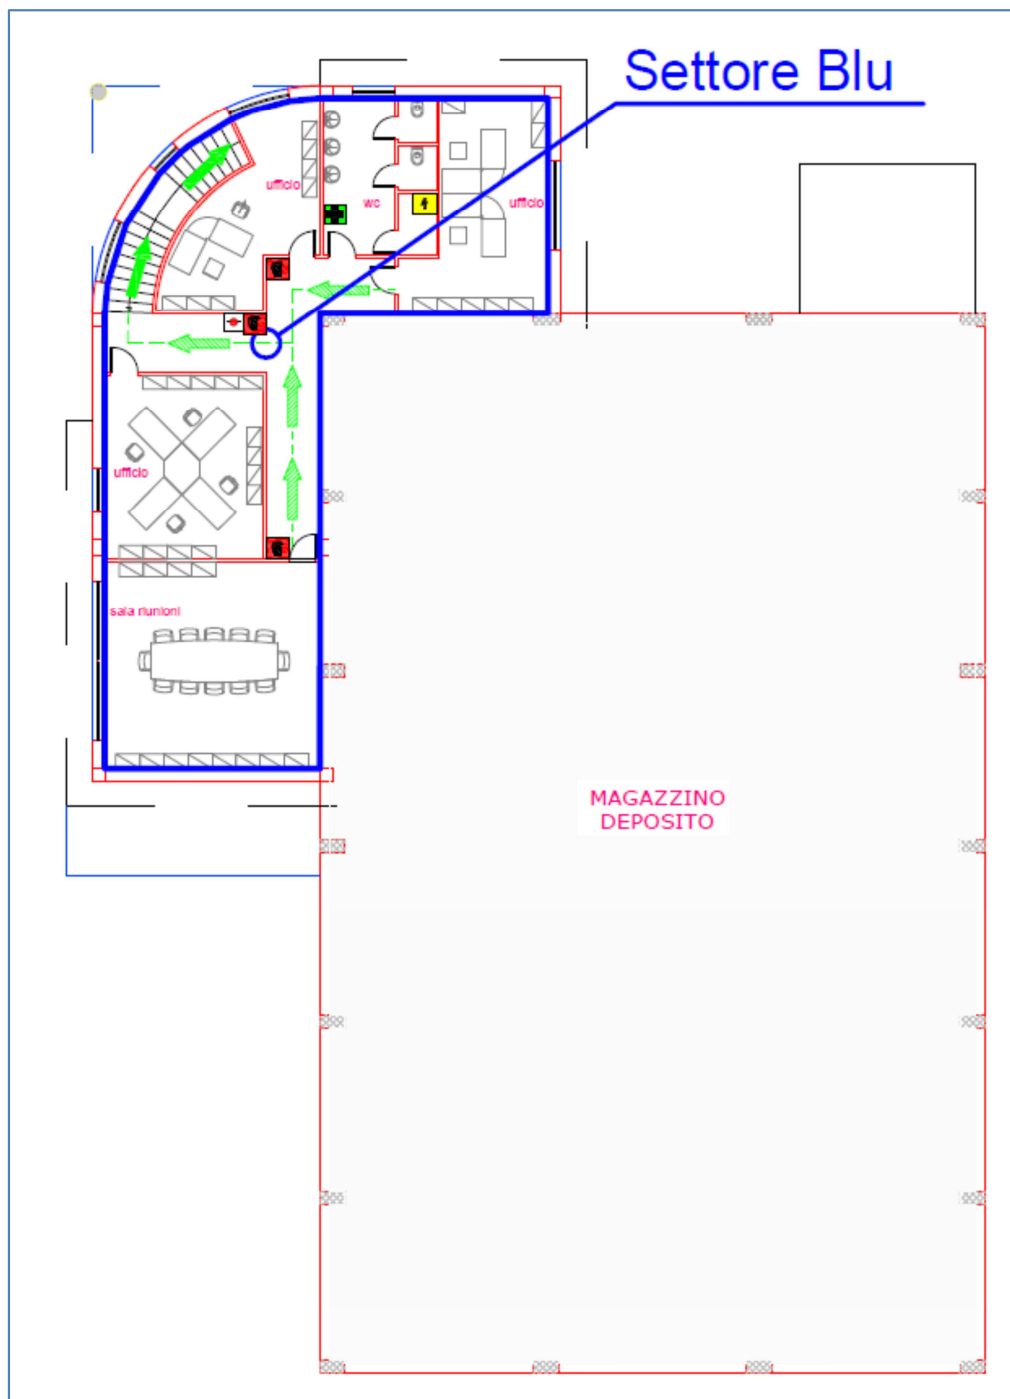 Settore Blu
ufficio
wc
ufficio
ufficio
sala riunioni
MAGAZZINO
DEPOSITO